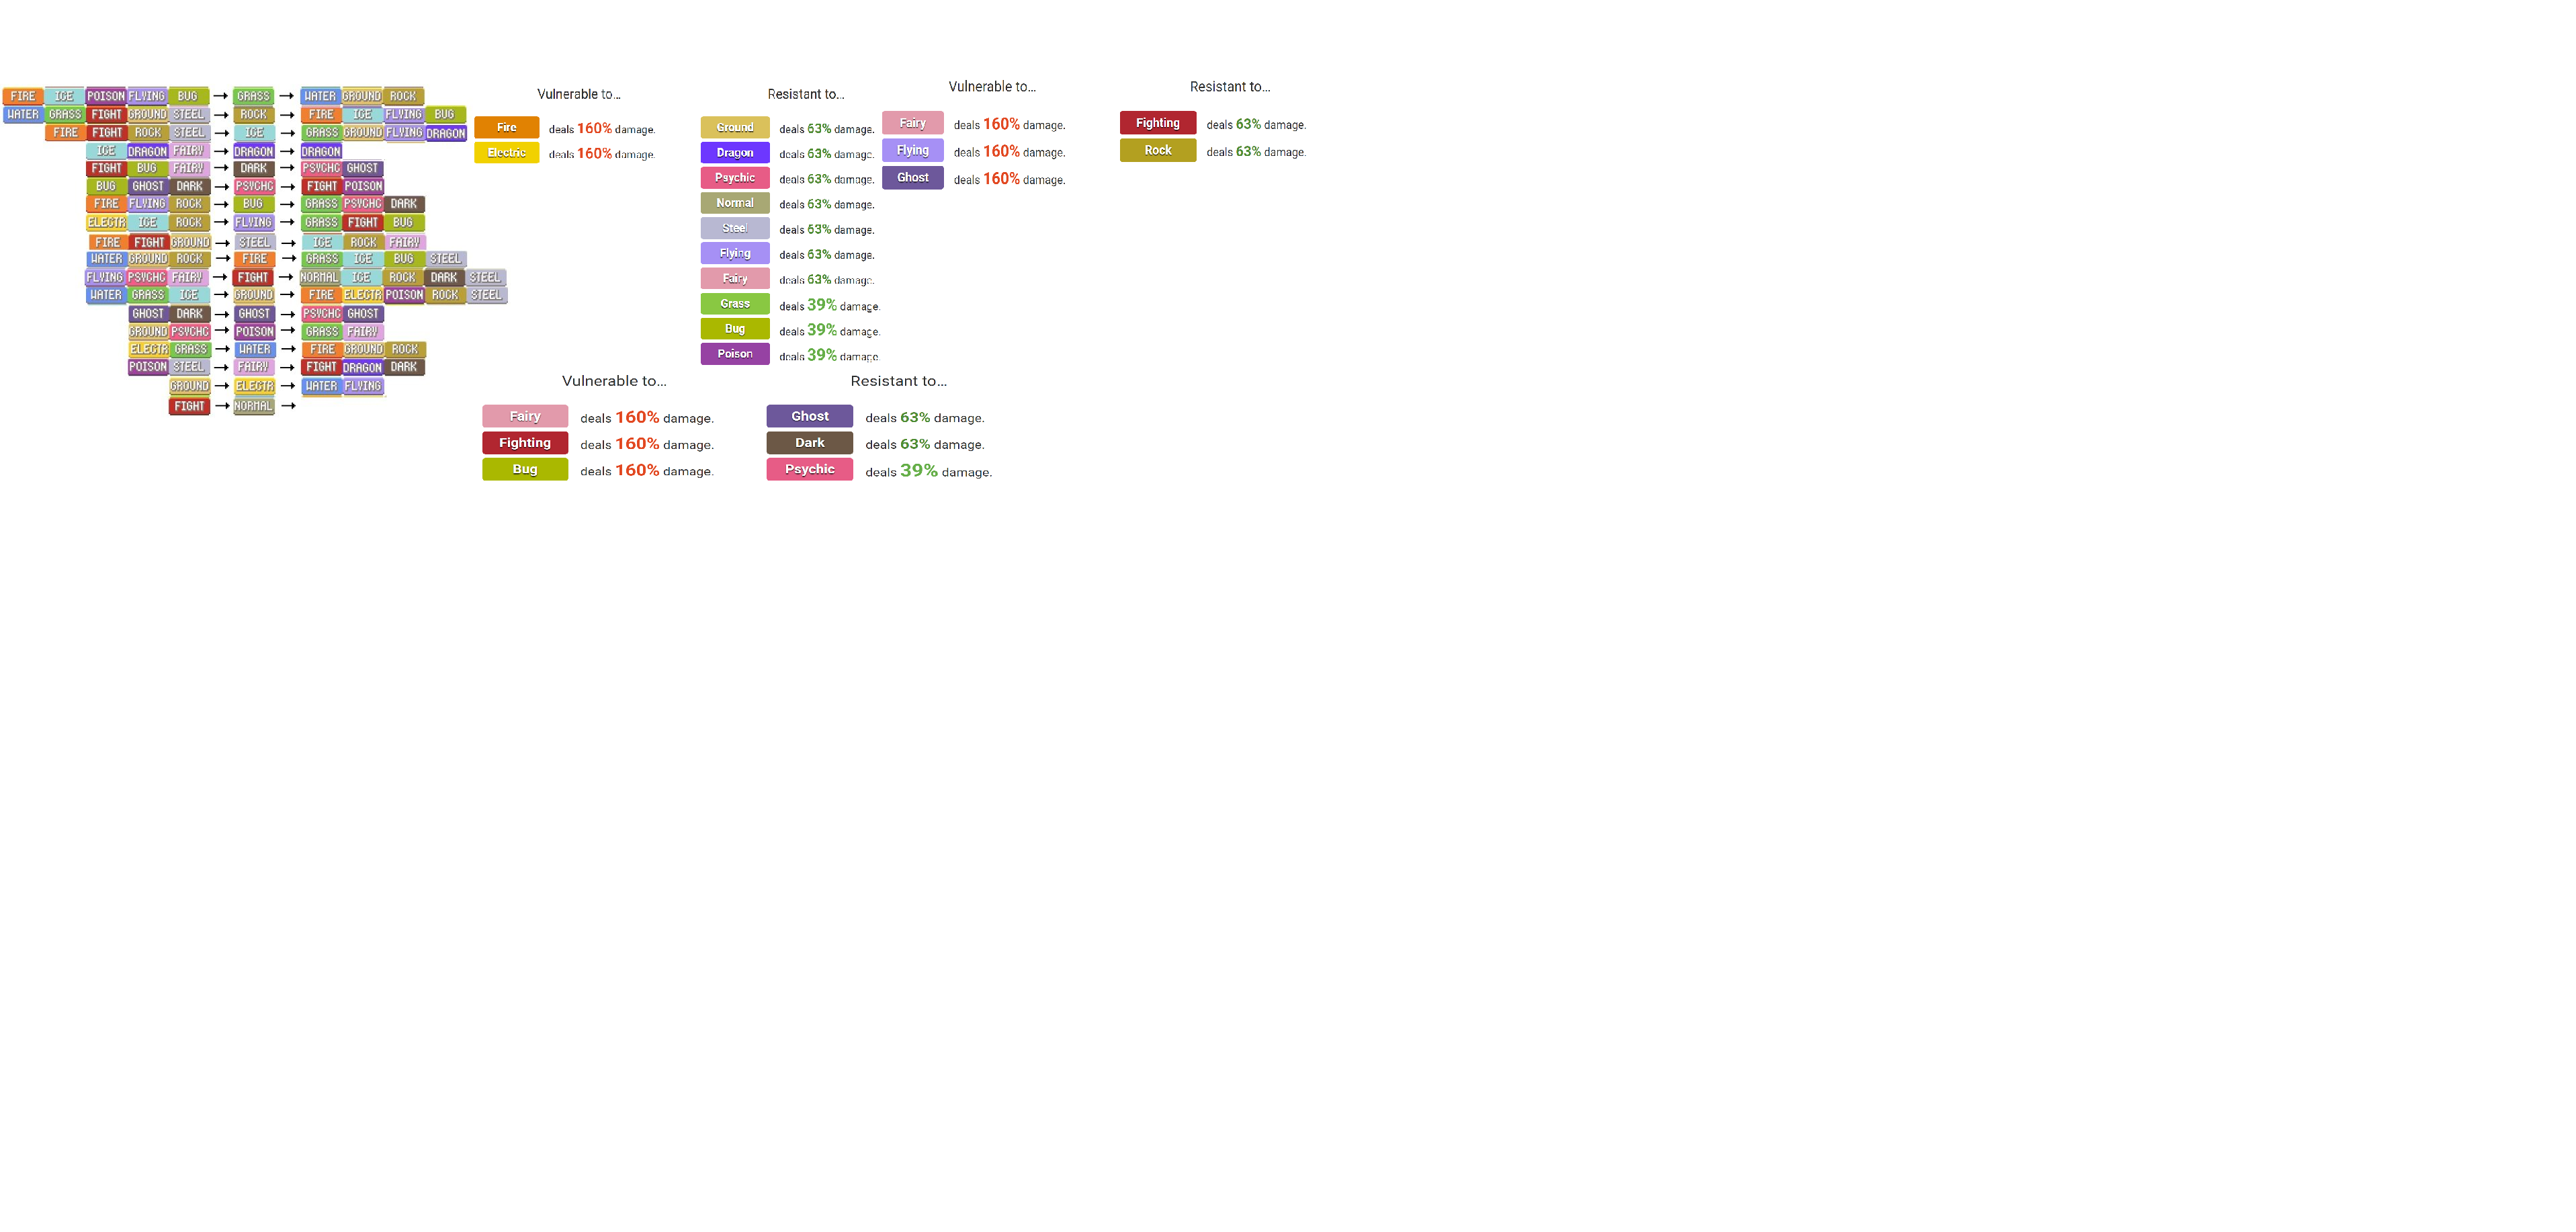 FIRE ICE POISON FLYING BUG → GRASS → WATER GROUND ROCK
WATER GRASS FIGHT GROUND STEEL → ROCK → FIRE ICE FLYING BUG
FIRE FIGHT ROCK STEEL → ICE → GRASS GROUND FLYING DRAGON
ICE DRAGON FAIRY → DRAGON → DRAGON
FIGHT BUG FAIRY → DARK → PSYCHC GHOST
BUG GHOST DARK → PSYCHC → FIGHT POISON
FIRE FLYING ROCK → BUG → GRASS PSYCHC DARK
ELECTR ICE ROCK → FLYING → GRASS FIGHT BUG
FIRE FIGHT GROUND → STEEL → ICE ROCK FAIRY
WATER GROUND ROCK → FIRE → GRASS ICE BUG STEEL
FLYING PSYCHC FAIRY → FIGHT → NORMAL ICE ROCK DARK STEEL
WATER GRASS ICE → GROUND → FIRE ELECTR POISON ROCK STEEL
GHOST DARK → GHOST → PSYCHC GHOST
GROUND PSYCHC → POISON → GRASS FAIRY
ELECTR GRASS → WATER → FIRE GROUND ROCK
POISON STEEL → FAIRY → FIGHT DRAGON DARK
GROUND → ELECTR → WATER FLYING
FIGHT → NORMAL →
Vulnerable to...
Fire deals 160% damage.
Electric deals 160% damage.
Resistant to...
Ground deals 63% damage.
Dragon deals 63% damage.
Psychic deals 63% damage.
Normal deals 63% damage.
Steel deals 63% damage.
Flying deals 63% damage.
Fairy deals 63% damage.
Grass deals 39% damage.
Bug deals 39% damage.
Poison deals 39% damage.
Vulnerable to...
Fairy deals 160% damage.
Flying deals 160% damage.
Ghost deals 160% damage.
Resistant to...
Fighting deals 63% damage.
Rock deals 63% damage.
Vulnerable to...
Fairy deals 160% damage.
Fighting deals 160% damage.
Bug deals 160% damage.
Resistant to...
Ghost deals 63% damage.
Dark deals 63% damage.
Psychic deals 39% damage.